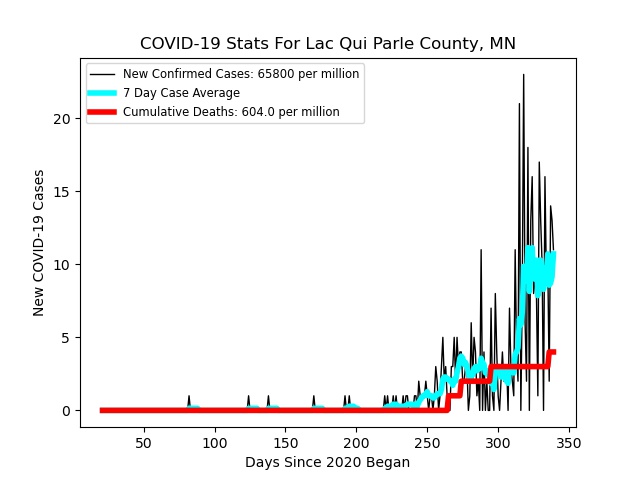 COVID-19 Stats For Lac Qui Parle County, MN
New Confirmed Cases: 65800 per million
7 Day Case Average
Cumulative Deaths: 604.0 per million
New COVID-19 Cases
20
15
10
5
0
50 100 150 200 250 300 350
Days Since 2020 Began